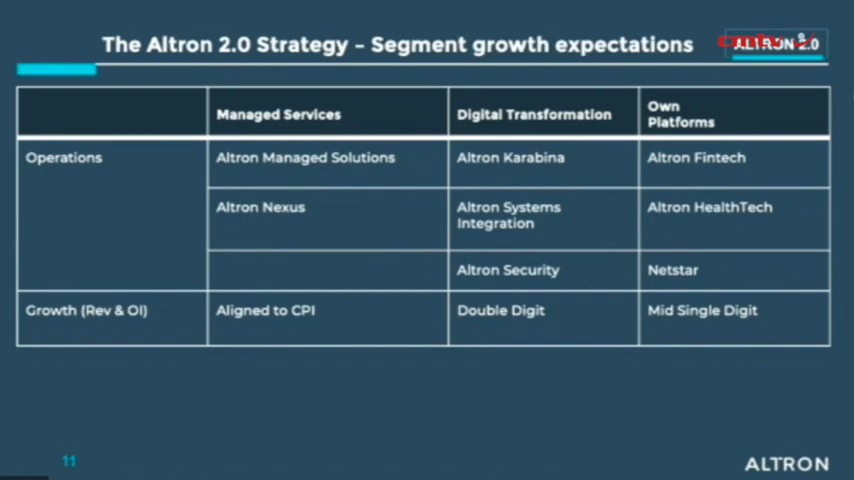 The Altron 2.0 Strategy – Segment growth expectations
ALTRON 2.0
Managed Services
Digital Transformation
Own
Platforms
Operations
Altron Managed Solutions
Altron Karabina
Altron Fintech
Altron Nexus
Altron Systems
Integration
Altron HealthTech
Altron Security
Netstar
Growth (Rev & OI)
Aligned to CPI
Double Digit
Mid Single Digit
11
ALTRON